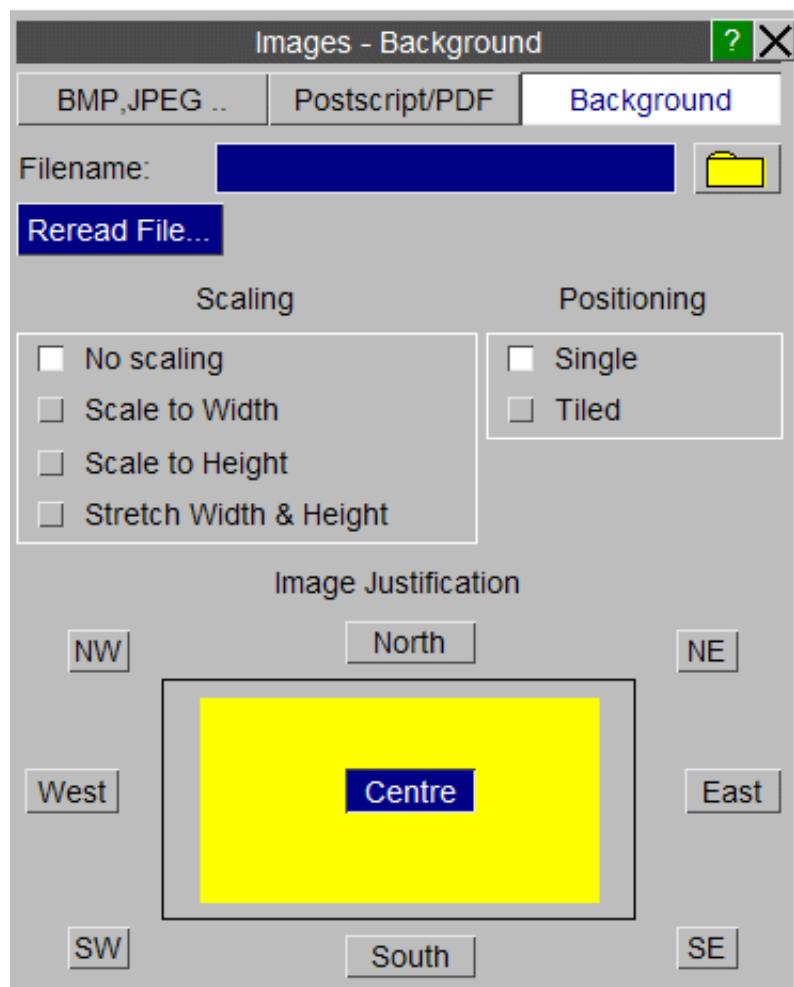 Images - Background ?
BMP,JPEG .. Postscript/PDF Background
Filename:
Reread File...
Scaling Positioning
No scaling Single
Scale to Width Tiled
Scale to Height
Stretch Width & Height
Image Justification
NW North NE
West Centre East
SW South SE